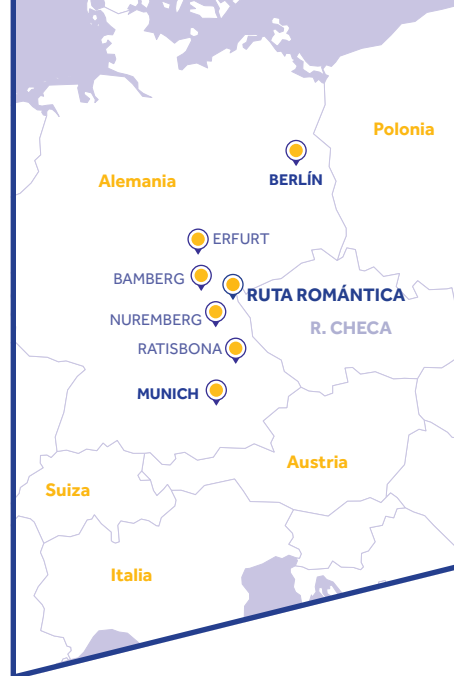 Polonia
Alemania
BERLÍN
ERFURT
BAMBERG
RUTA ROMÁNTICA
NUREMBERG
R. CHECA
RATISBONA
MUNICH
Austria
Suiza
Italia